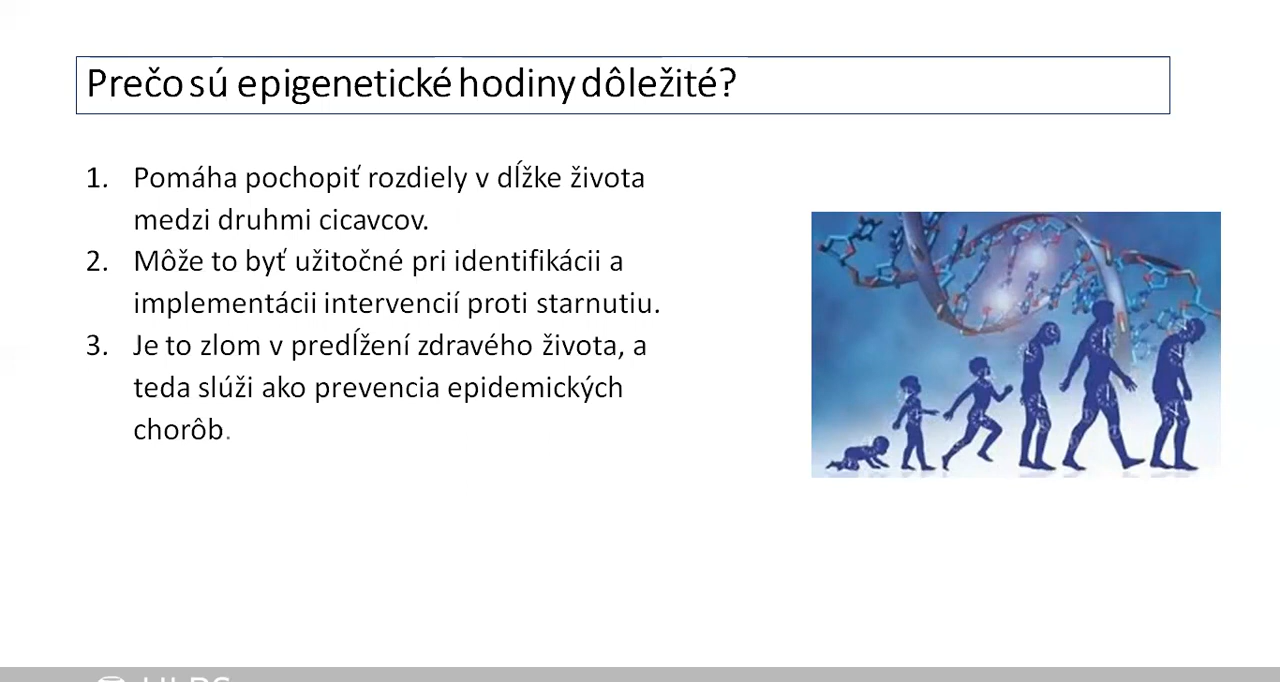 Prečo sú epigenetické hodiny dôležité?
1. Pomáha pochopiť rozdiely v dĺžke života
medzi druhmi cicavcov.
2. Môže to byť užitočné pri identifikácii a
implementácii intervencií proti starnutiu.
3. Je to zlom v predĺžení zdravého života, a
teda slúži ako prevencia epidemických
chorôb.